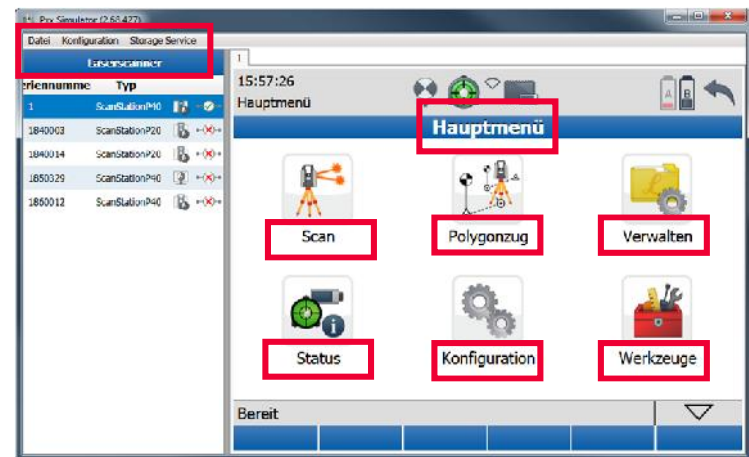 Pxx Simulator (2.68.427)
Datei Konfiguration Storage Service
Laserscanner
eriennumme Typ
1 ScanStationP40
1840003 ScanStationP20
1840014 ScanStationP20
1850329 ScanStationP40
1860012 ScanStationP40
1
15:57:26
Hauptmenü
A B
Hauptmenü
Scan Polygonzug Verwalten
Status Konfiguration Werkzeuge
Bereit